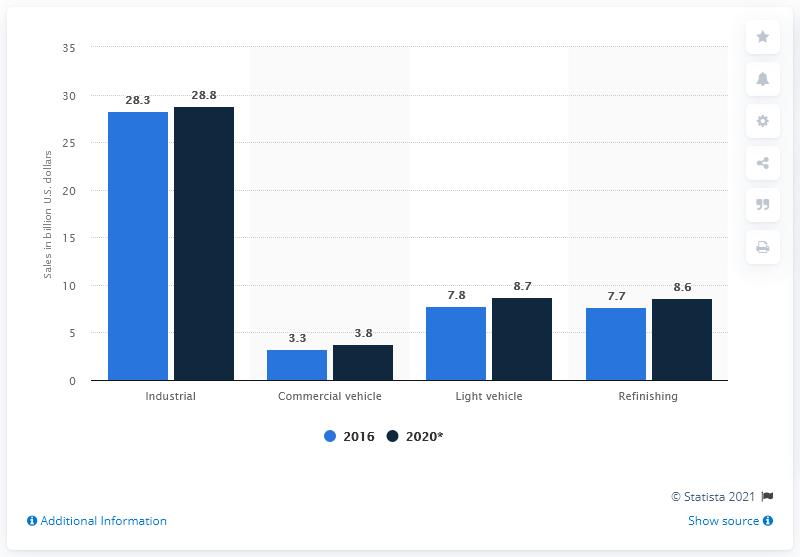 35
30
25
20
15
10
5
0
Sales in billion U.S. dollars
28.3
28.8
3.3
3.8
7.8
8.7
7.7
8.6
Industrial
Commercial vehicle
Light vehicle
Refinishing
2016
2020*
© Statista 2021
Additional Information
Show source